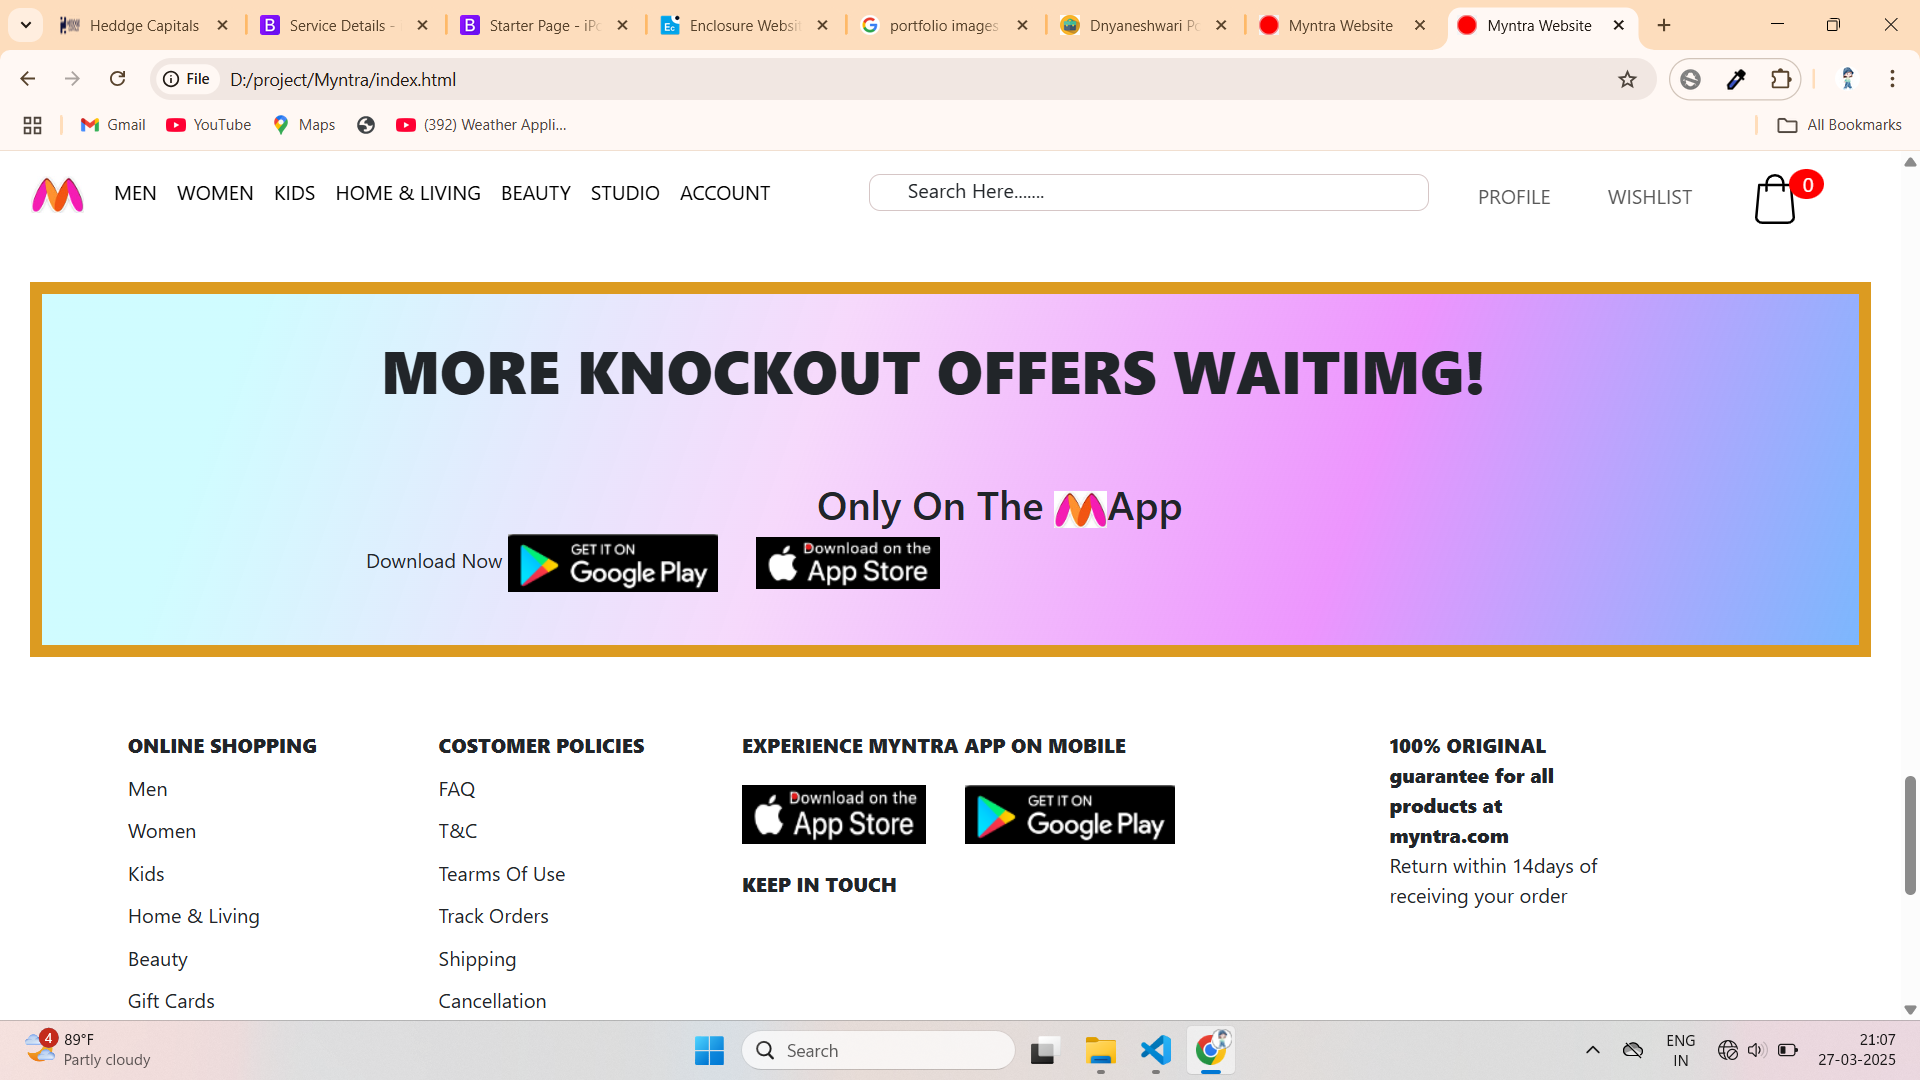 Heddge Capitals
Service Details -
Starter Page - iPo
Enclosure Websit
portfolio images
Dnyaneshwari Po
Myntra Website
Myntra Website
File
D:/project/Myntra/index.html
Gmail
YouTube
Maps
(392) Weather Appli...
All Bookmarks
MEN WOMEN KIDS HOME & LIVING BEAUTY STUDIO ACCOUNT
Search Here.......
PROFILE
WISHLIST
0
MORE KNOCKOUT OFFERS WAITIMG!
Only On The App
Download Now
GET IT ON
Google Play
Download on the
App Store
ONLINE SHOPPING
Men
Women
Kids
Home & Living
Beauty
Gift Cards
COSTOMER POLICIES
FAQ
T&C
Tearms Of Use
Track Orders
Shipping
Cancellation
EXPERIENCE MYNTRA APP ON MOBILE
Download on the
App Store
GET IT ON
Google Play
KEEP IN TOUCH
100% ORIGINAL
guarantee for all
products at
myntra.com
Return within 14days of
receiving your order
4
89°F
Partly cloudy
Search
ENG
IN
21:07
27-03-2025